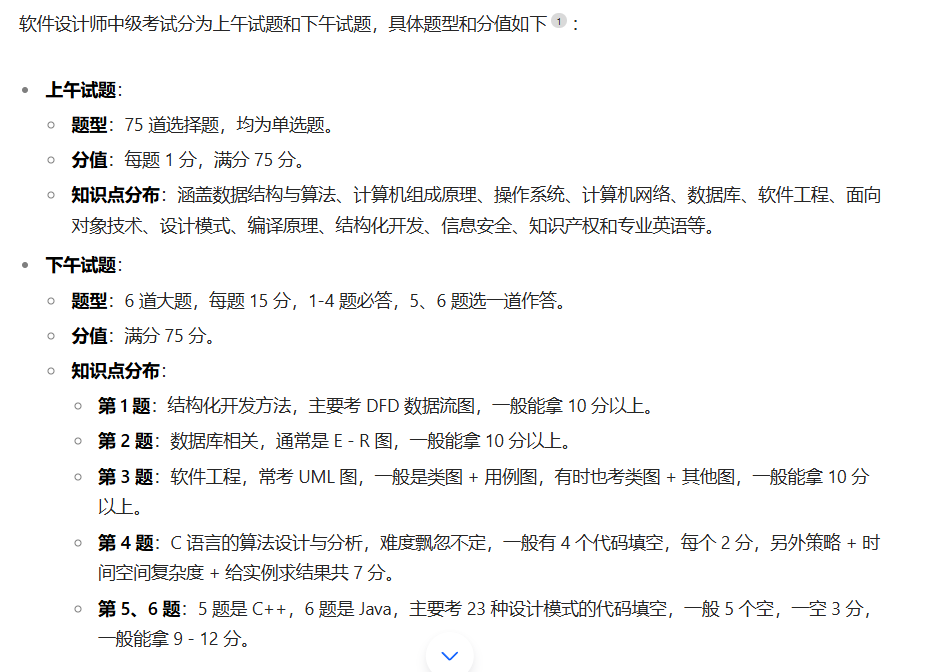 软件设计师中级考试分为上午试题和下午试题，具体题型和分值如下 1 ：
上午试题：
题型：75 道选择题，均为单选题。
分值：每题 1 分，满分 75 分。
知识点分布：涵盖数据结构与算法、计算机组成原理、操作系统、计算机网络、数据库、软件工程、面向
对象技术、设计模式、编译原理、结构化开发、信息安全、知识产权和专业英语等。
下午试题：
题型：6 道大题，每题 15 分，1-4 题必答，5、6 题选一道作答。
分值：满分 75 分。
知识点分布：
第 1 题：结构化开发方法，主要考 DFD 数据流图，一般能拿 10 分以上。
第 2 题：数据库相关，通常是 E - R 图，一般能拿 10 分以上。
第 3 题：软件工程，常考 UML 图，一般是类图 + 用例图，有时也考类图 + 其他图，一般能拿 10 分
以上。
第 4 题：C 语言的算法设计与分析，难度飘忽不定，一般有 4 个代码填空，每个 2 分，另外策略 + 时
间空间复杂度 + 给实例求结果共 7 分。
第 5、6 题：5 题是 C++，6 题是 Java，主要考 23 种设计模式的代码填空，一般 5 个空，一空 3 分，
一般能拿 9 - 12 分。